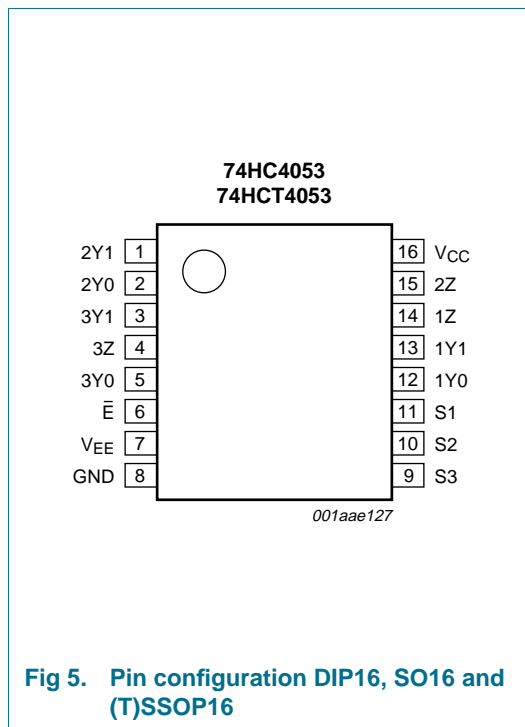 74HC4053
74HCT4053
2Y1 1 16 VCC
2Y0 2 15 2Z
3Y1 3 14 1Z
3Z 4 13 1Y1
3Y0 5 12 1Y0
E̅ 6 11 S1
VEE 7 10 S2
GND 8 9 S3
001aae127
Fig 5. Pin configuration DIP16, SO16 and
(T)SSOP16